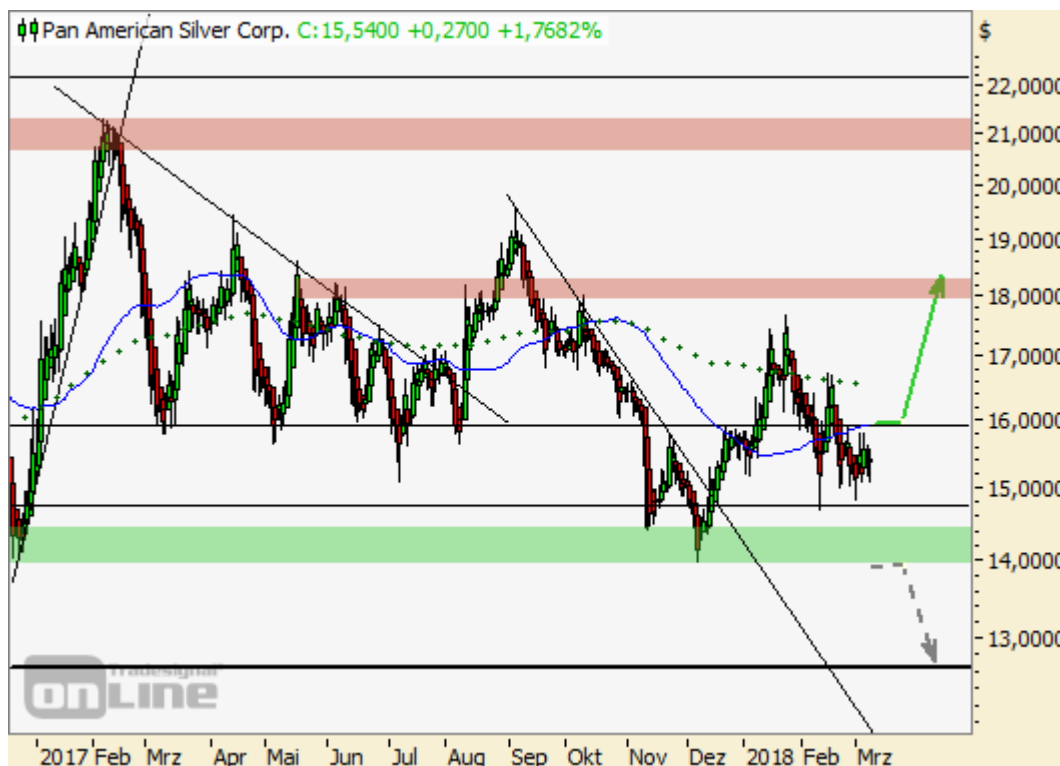 Pan American Silver Corp. C:15,5400 +0,2700 +1,7682%
$
22,0000
21,0000
20,0000
19,0000
18,0000
17,0000
16,0000
15,0000
14,0000
13,0000
Tradesignal
onLine
2017 Feb Mrz Apr Mai Jun Jul Aug Sep Okt Nov Dez 2018 Feb Mrz